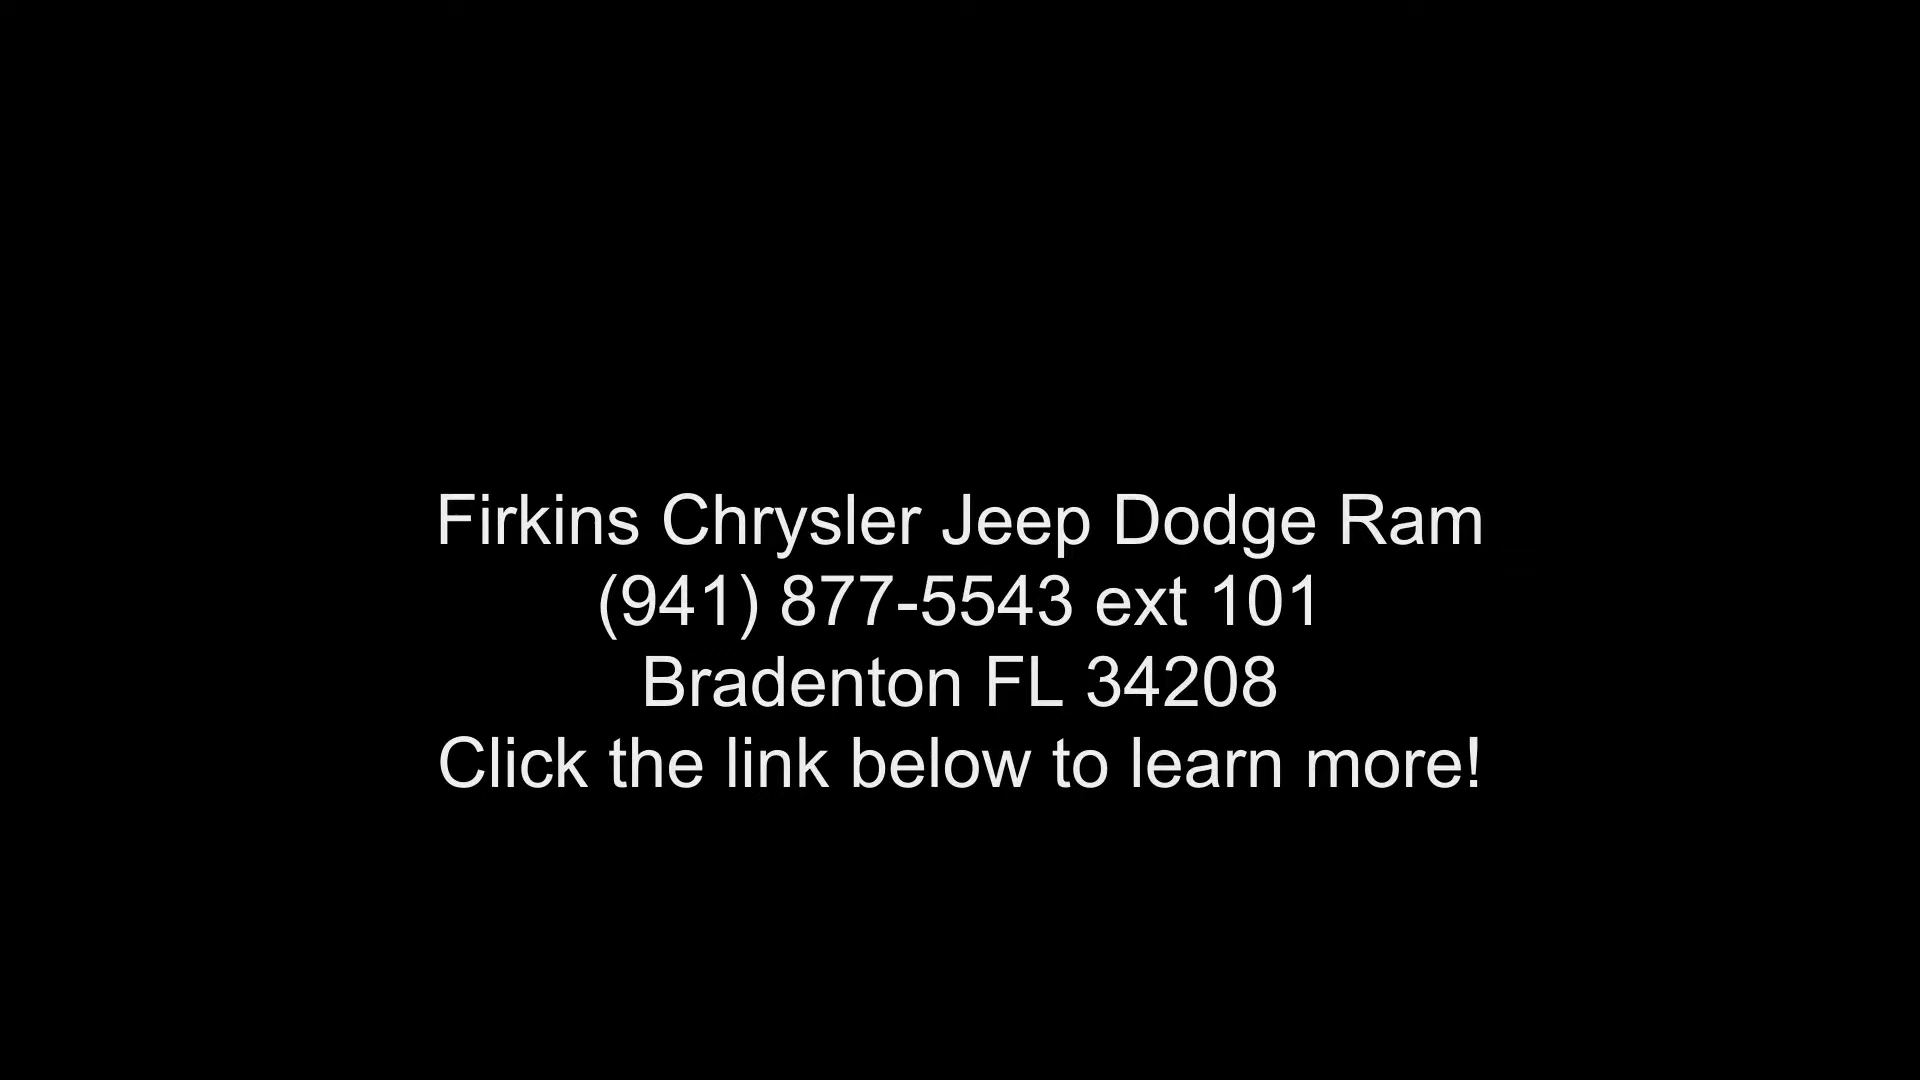 Firkins Chrysler Jeep Dodge Ram
(941) 877-5543 ext 101
Bradenton FL 34208
Click the link below to learn more!